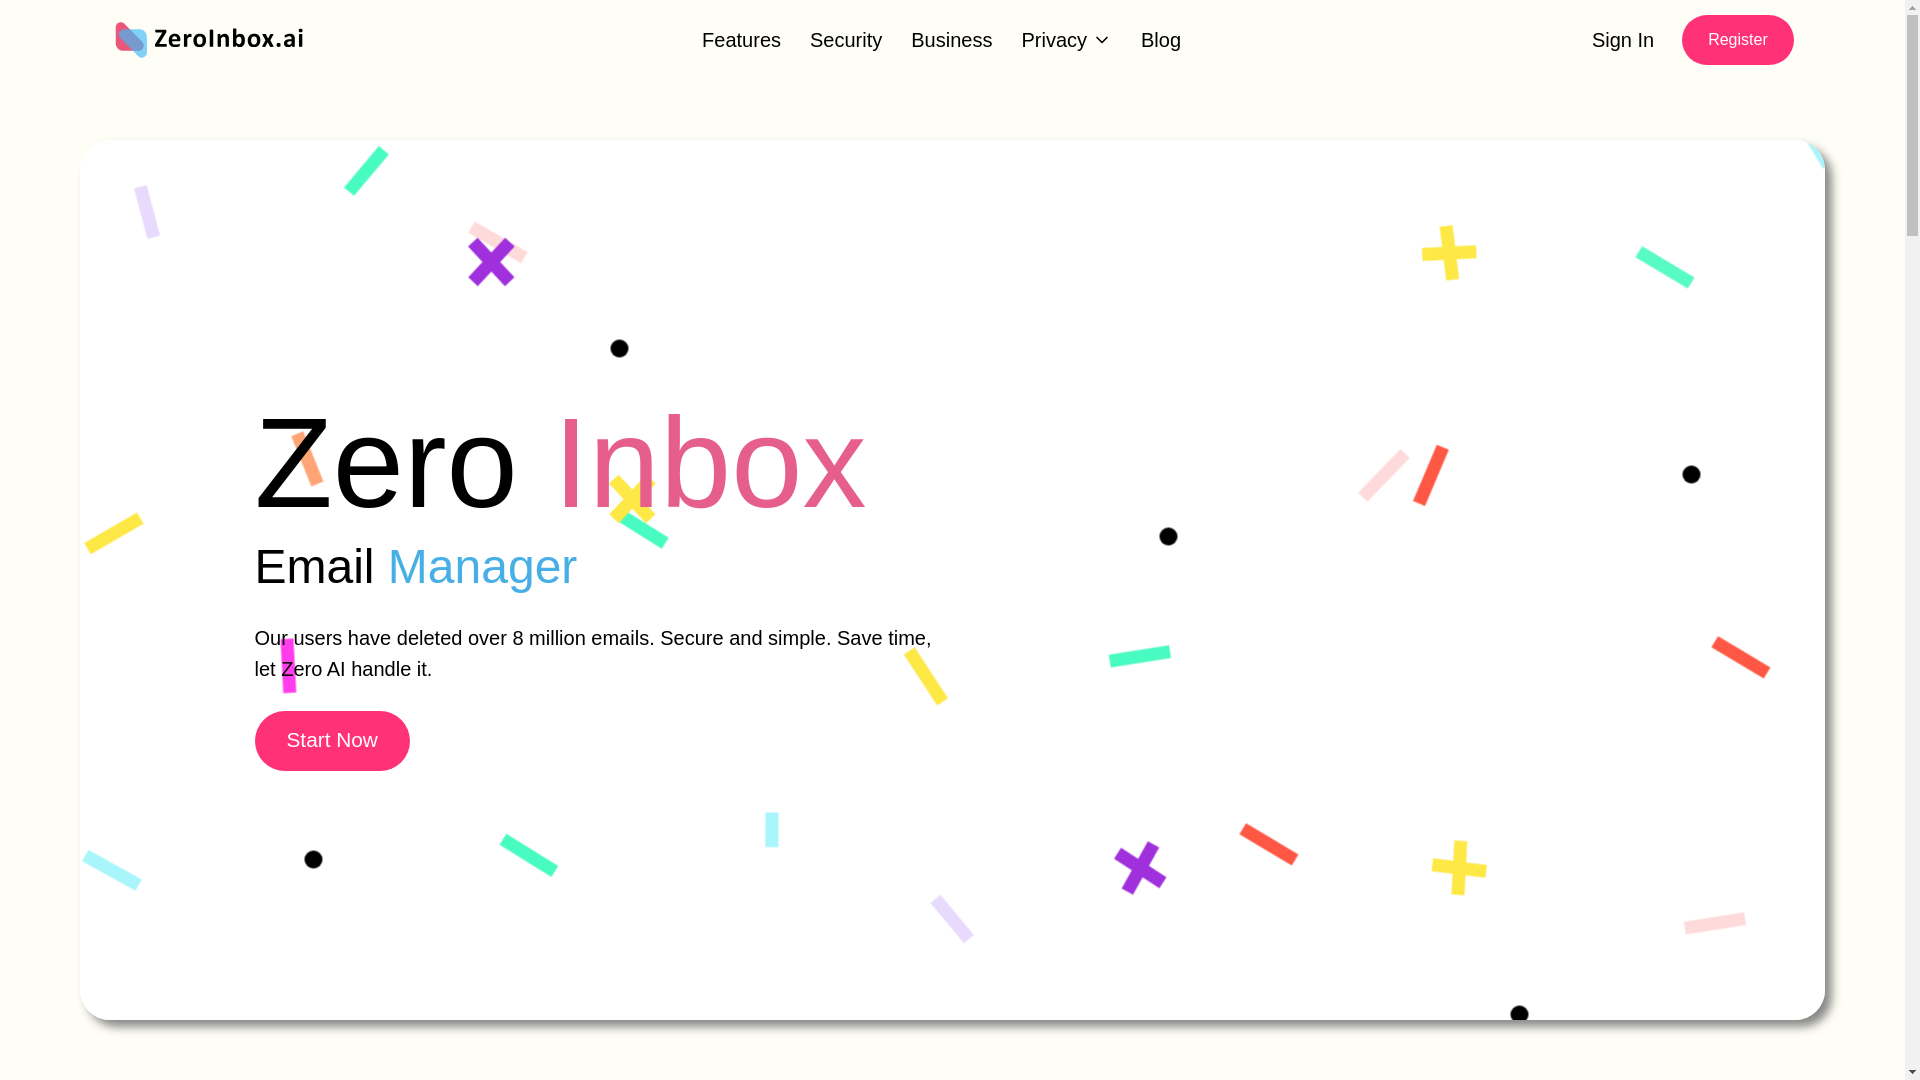 ZeroInbox.ai
Features
Security
Business
Privacy
Blog
Sign In
Register
Zero Inbox
Email Manager
Our users have deleted over 8 million emails. Secure and simple. Save time,
let Zero AI handle it.
Start Now